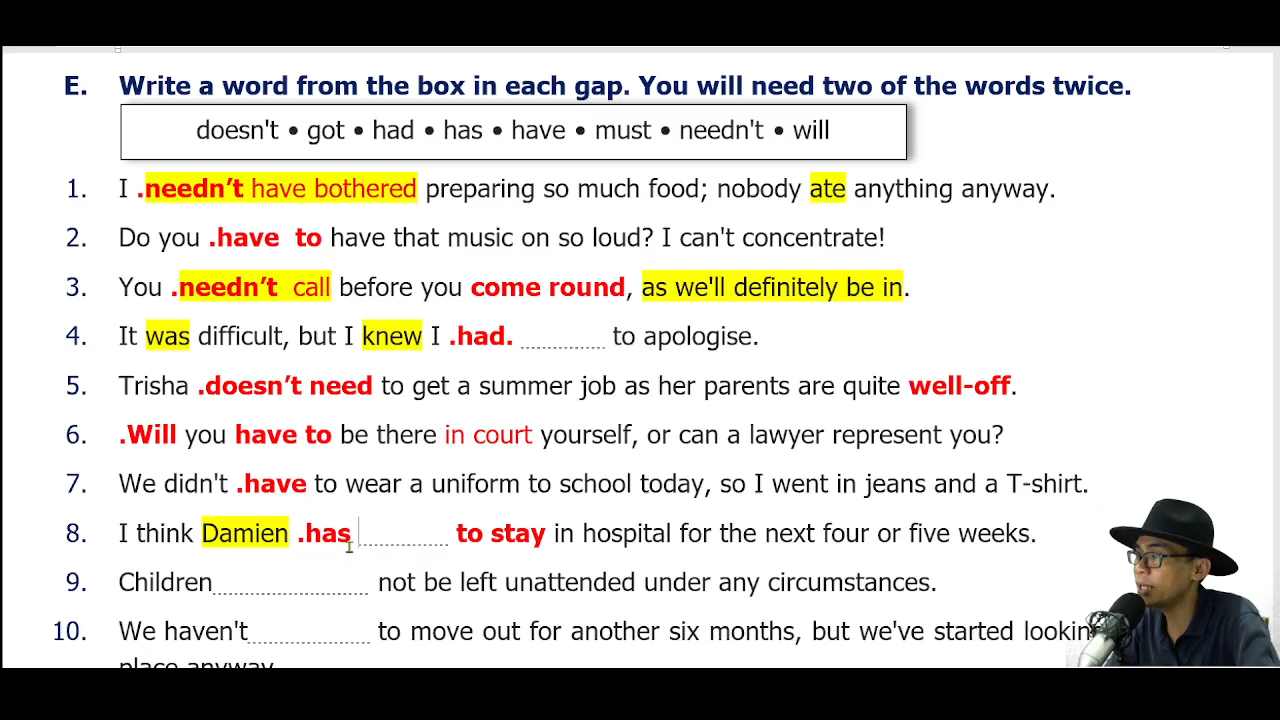 E. Write a word from the box in each gap. You will need two of the words twice.
doesn't • got • had • has • have • must • needn't • will
1. I .needn’t have bothered preparing so much food; nobody ate anything anyway.
2. Do you .have to have that music on so loud? I can't concentrate!
3. You .needn’t call before you come round, as we'll definitely be in.
4. It was difficult, but I knew I .had. to apologise.
5. Trisha .doesn’t need to get a summer job as her parents are quite well-off.
6. .Will you have to be there in court yourself, or can a lawyer represent you?
7. We didn't .have to wear a uniform to school today, so I went in jeans and a T-shirt.
8. I think Damien .has to stay in hospital for the next four or five weeks.
9. Children not be left unattended under any circumstances.
10. We haven't to move out for another six months, but we've started
place anyway